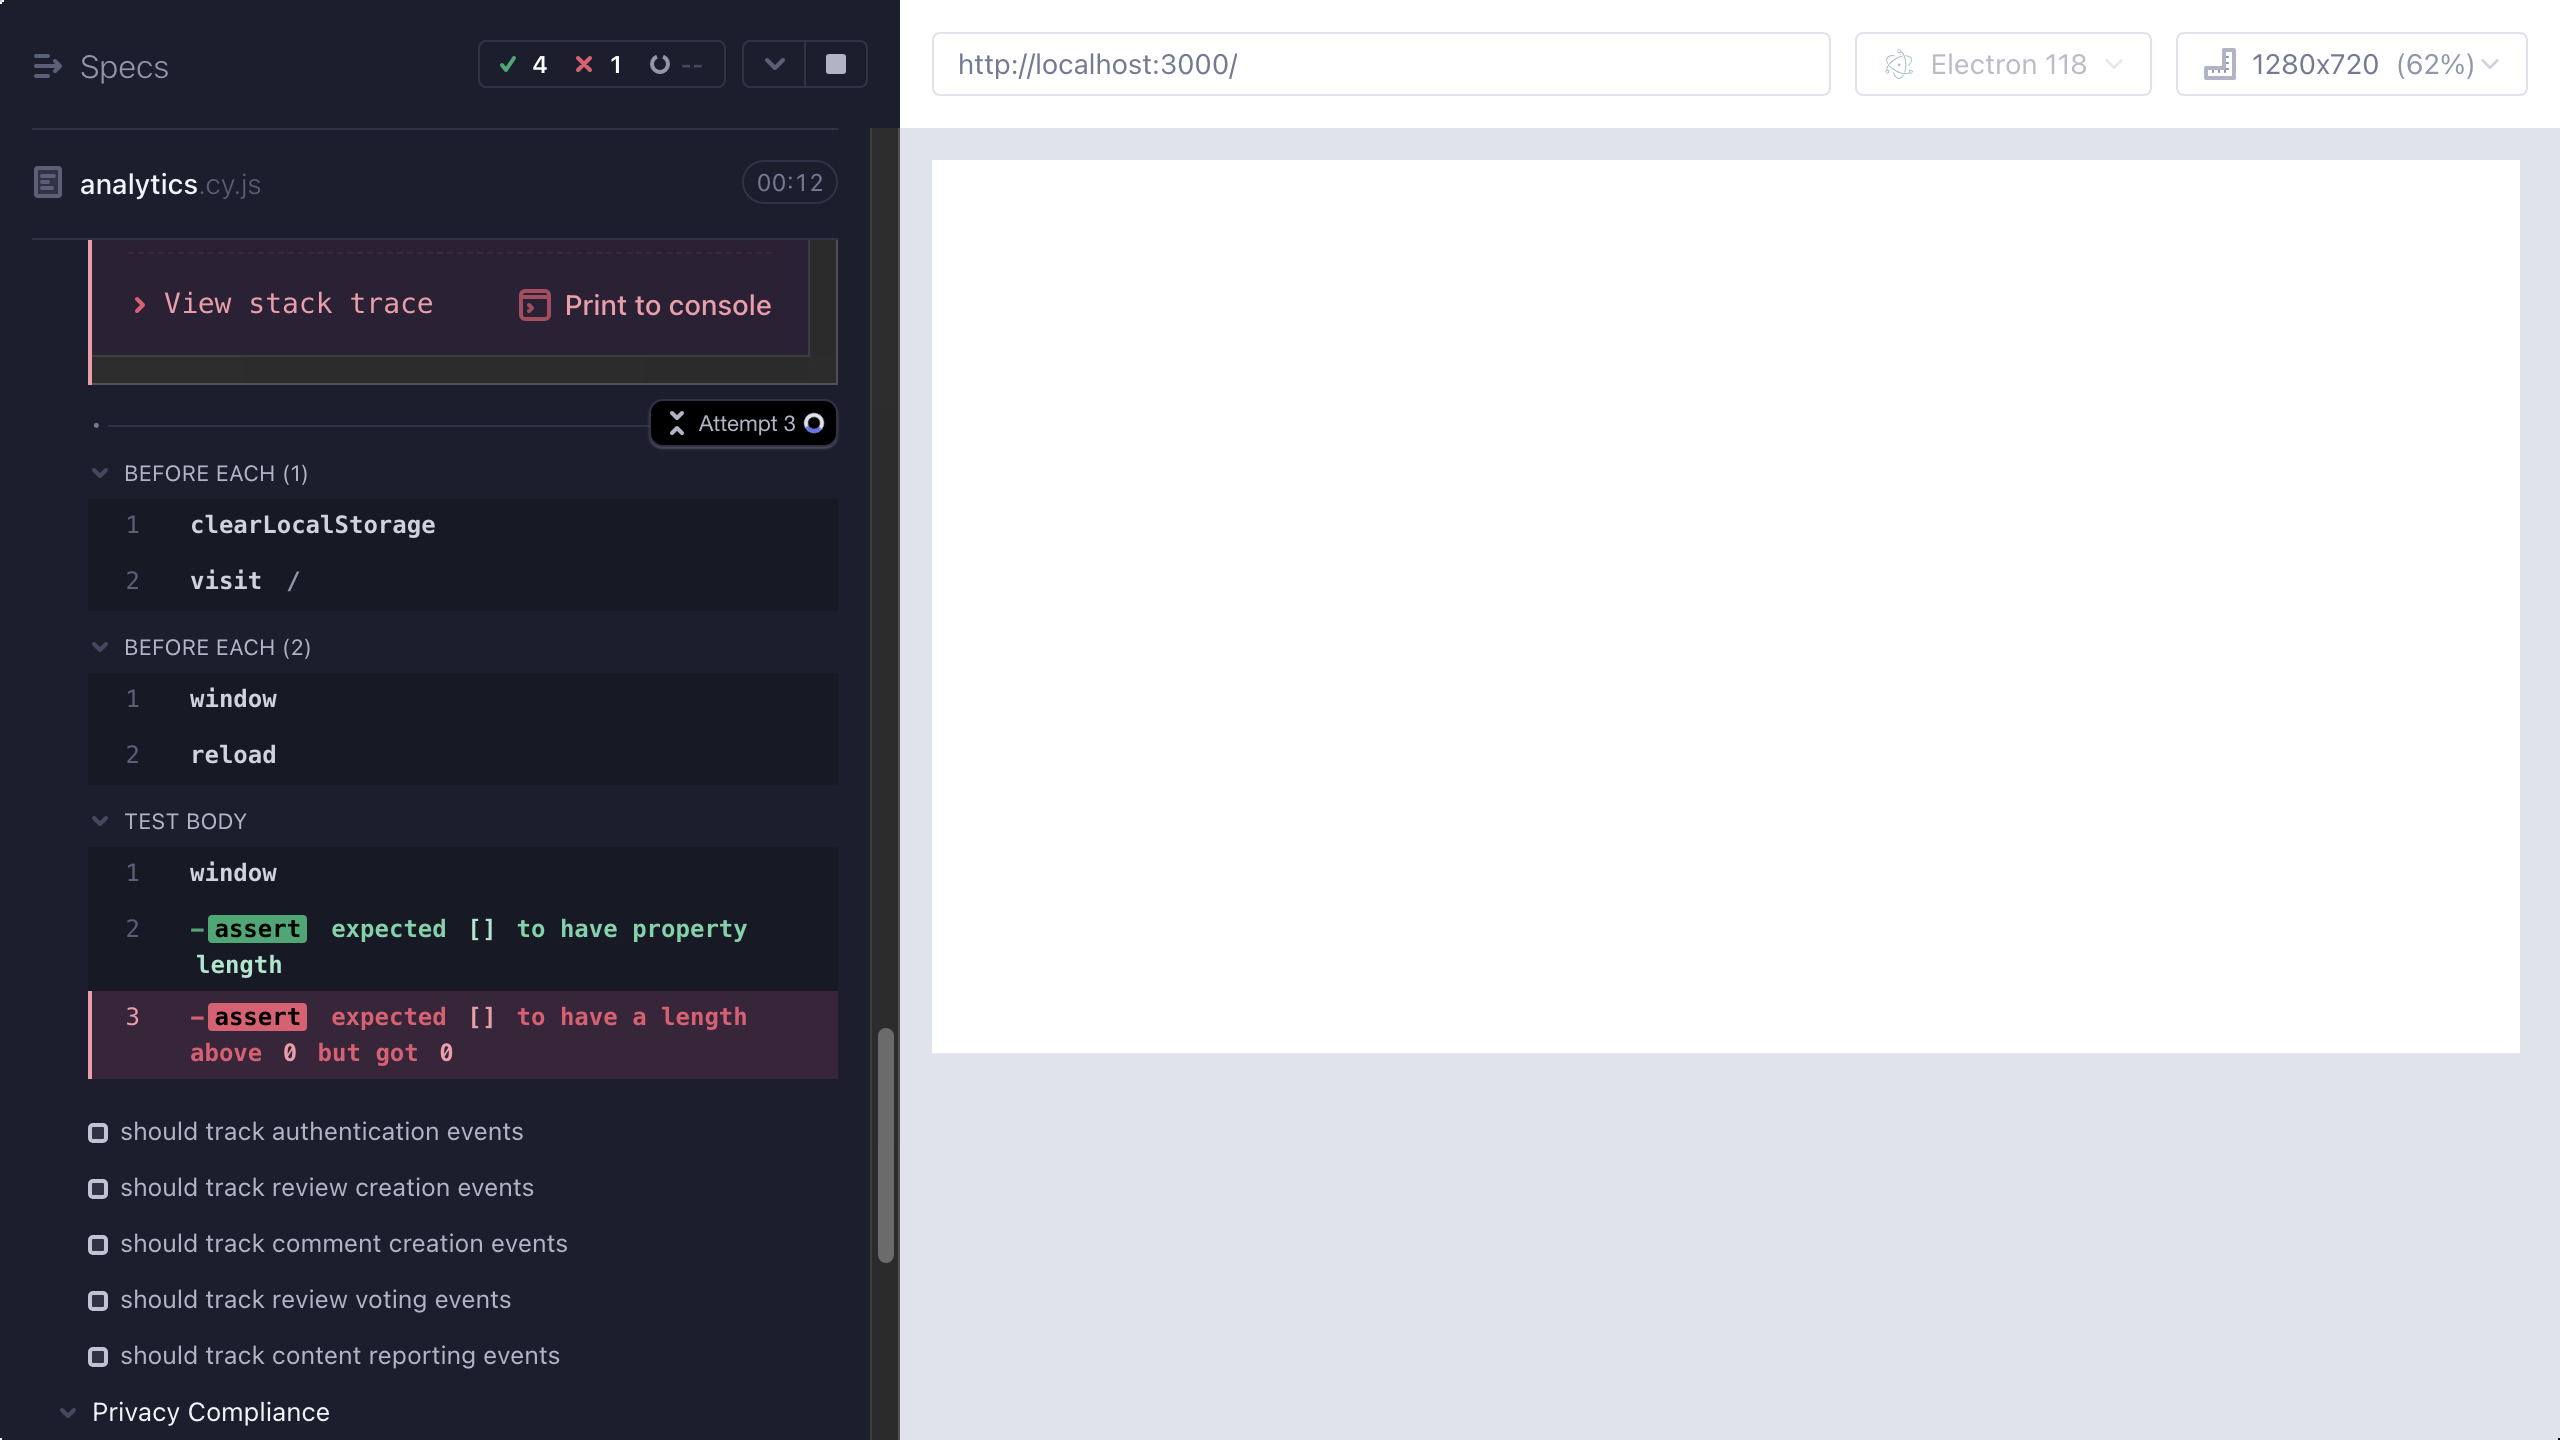 Specs
4 1 --
analytics.cy.js 00:12
View stack trace Print to console
Attempt 3
BEFORE EACH (1)
1 clearLocalStorage
2 visit /
BEFORE EACH (2)
1 window
2 reload
TEST BODY
1 window
2 -assert expected [] to have property
length
3 -assert expected [] to have a length
above 0 but got 0
should track authentication events
should track review creation events
should track comment creation events
should track review voting events
should track content reporting events
Privacy Compliance
http://localhost:3000/ Electron 118 1280x720 (62%)